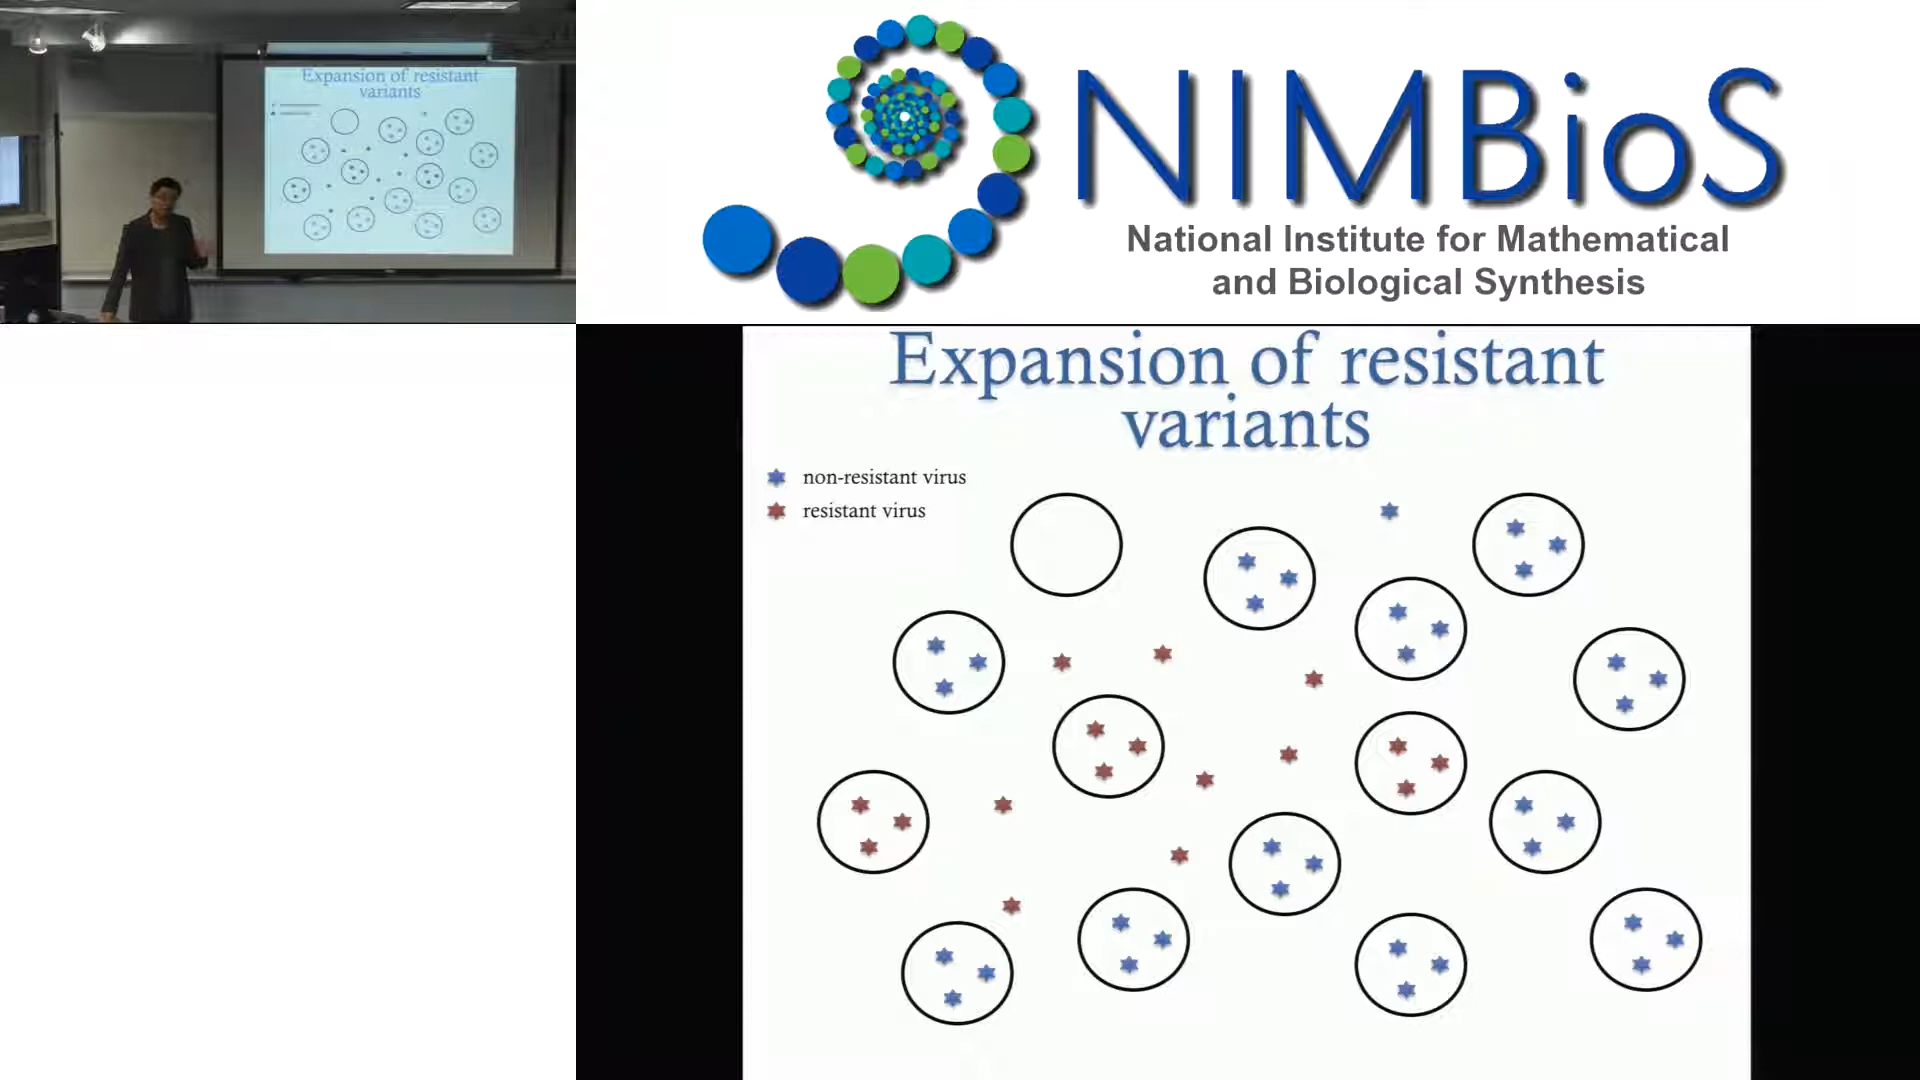 Expansion of resistant
variants
NIMBioS
National Institute for Mathematical
and Biological Synthesis
Expansion of resistant
variants
non-resistant virus
resistant virus